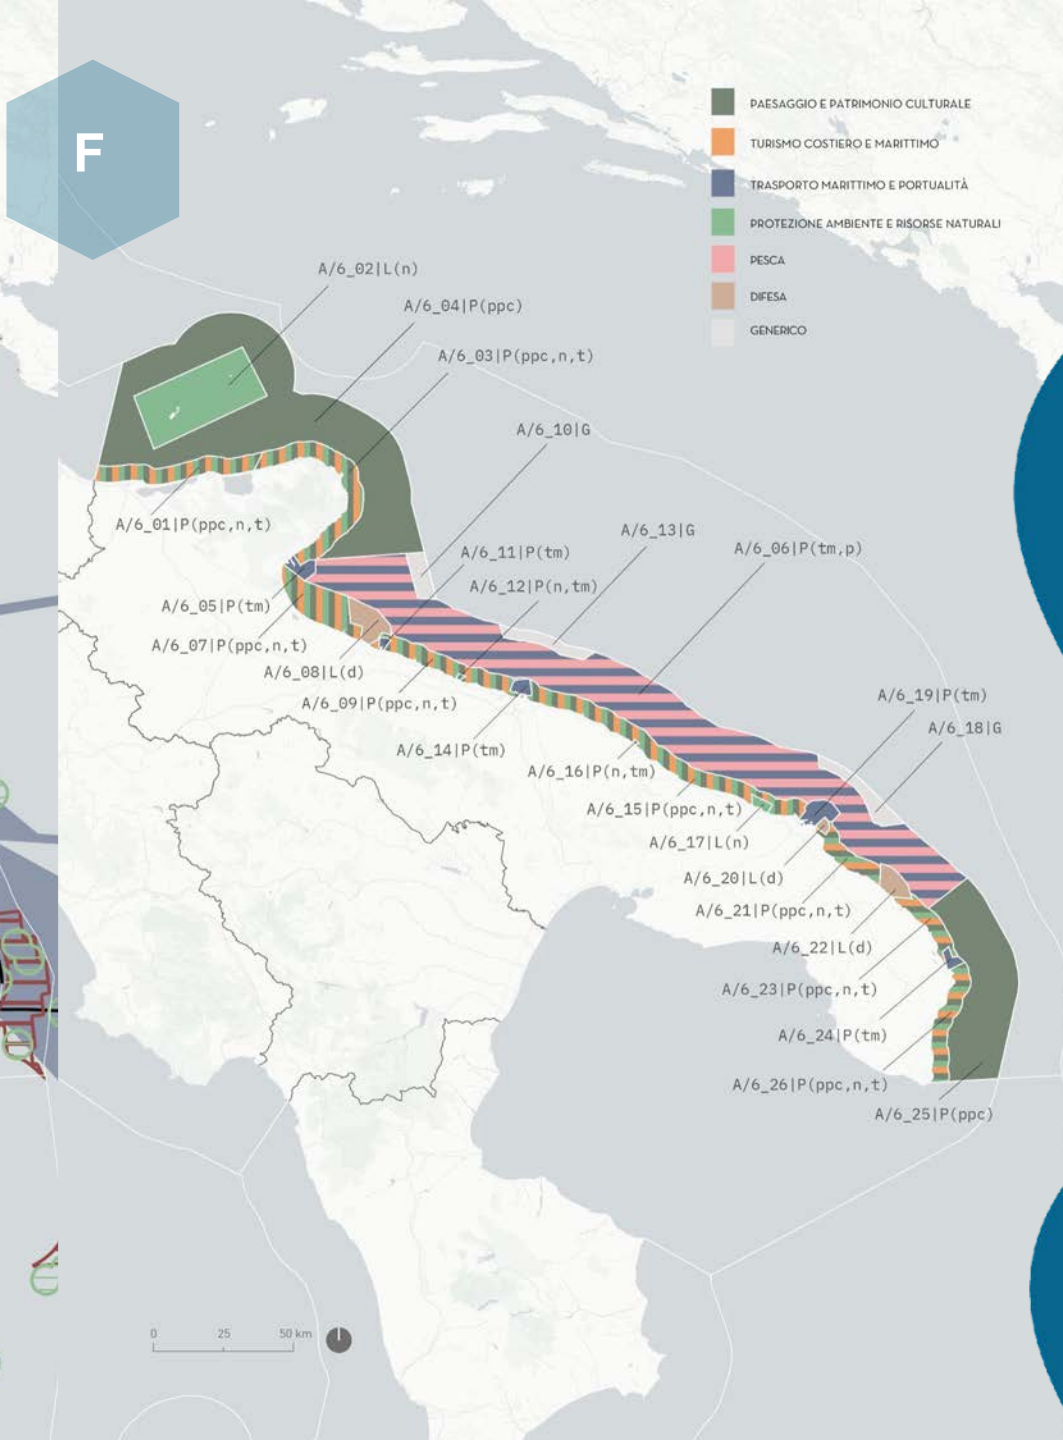 F
PAESAGGIO E PATRIMONIO CULTURALE
TURISMO COSTIERO E MARITTIMO
TRASPORTO MARITTIMO E PORTUALITÀ
PROTEZIONE AMBIENTE E RISORSE NATURALI
PESCA
DIFESA
GENERICO
A/6_02|L(n)
A/6_04|P(ppc)
A/6_03|P(ppc,n,t)
A/6_10|G
A/6_01|P(ppc,n,t)
A/6_13|G
A/6_11|P(tm)
A/6_06|P(tm,p)
A/6_12|P(n,tm)
A/6_05|P(tm)
A/6_07|P(ppc,n,t)
A/6_08|L(d)
A/6_09|P(ppc,n,t)
A/6_19|P(tm)
A/6_18|G
A/6_14|P(tm)
A/6_16|P(n,tm)
A/6_15|P(ppc,n,t)
A/6_17|L(n)
A/6_20|L(d)
A/6_21|P(ppc,n,t)
A/6_22|L(d)
A/6_23|P(ppc,n,t)
A/6_24|P(tm)
A/6_26|P(ppc,n,t)
A/6_25|P(ppc)
0 25 50 km